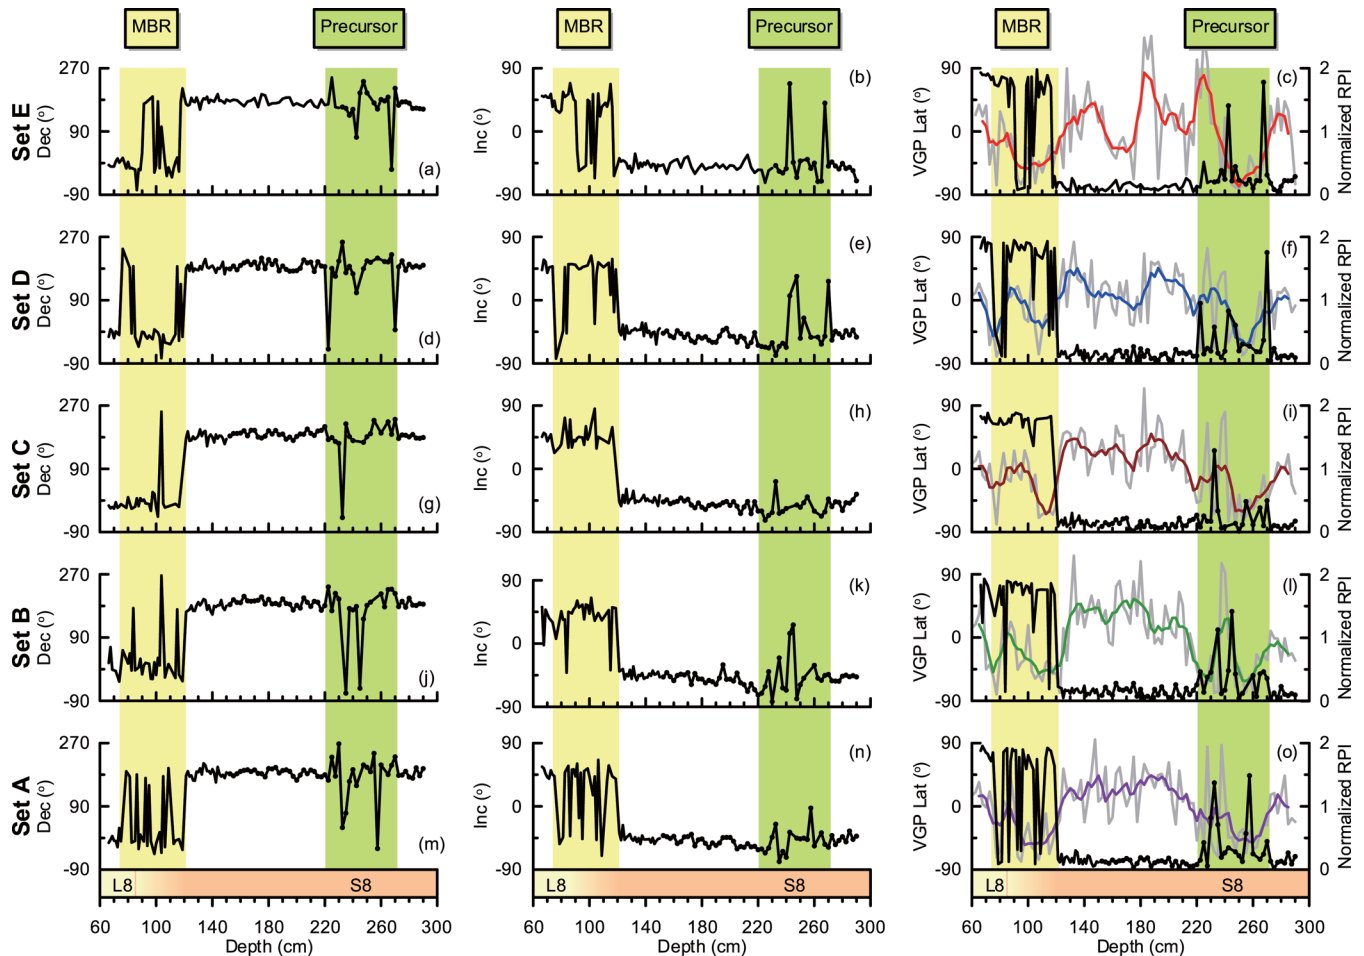 MBR Precursor MBR Precursor MBR Precursor
Set E
Dec (°)
270
90
-90
(a)
Inc (°)
90
0
-90
(b)
VGP Lat (°)
90
0
-90
(c)
2
1
0
Normalized RPI
Set D
Dec (°)
270
90
-90
(d)
Inc (°)
90
0
-90
(e)
VGP Lat (°)
90
0
-90
(f)
2
1
0
Normalized RPI
Set C
Dec (°)
270
90
-90
(g)
Inc (°)
90
0
-90
(h)
VGP Lat (°)
90
0
-90
(i)
2
1
0
Normalized RPI
Set B
Dec (°)
270
90
-90
(j)
Inc (°)
90
0
-90
(k)
VGP Lat (°)
90
0
-90
(l)
2
1
0
Normalized RPI
Set A
Dec (°)
270
90
-90
(m)
Inc (°)
90
0
-90
(n)
VGP Lat (°)
90
0
-90
(o)
2
1
0
Normalized RPI
L8 S8 L8 S8 L8 S8
60 100 140 180 220 260 300 60 100 140 180 220 260 300 60 100 140 180 220 260 300
Depth (cm) Depth (cm) Depth (cm)